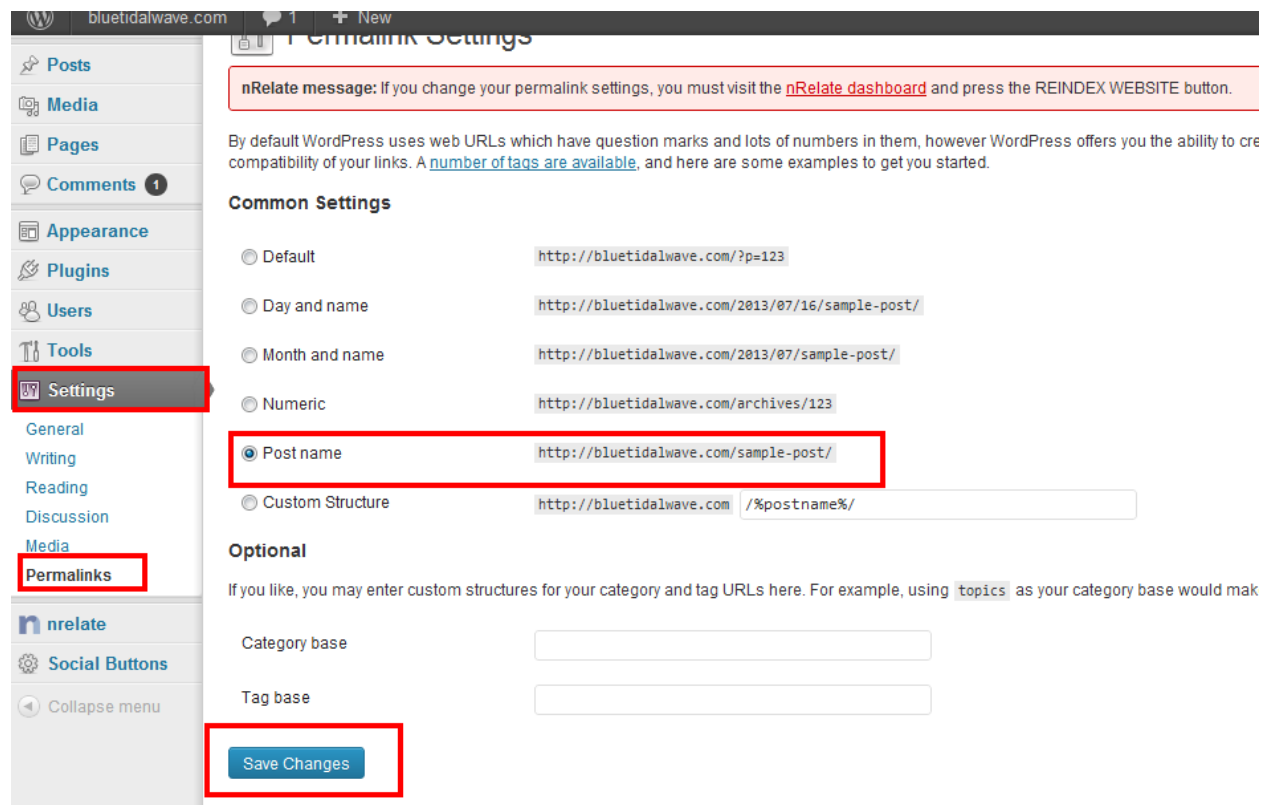 bluetidalwave.com 1 + New
Posts
Media
Pages
Comments 1
Appearance
Plugins
Users
Tools
Settings
General
Writing
Reading
Discussion
Media
Permalinks
nrelate
Social Buttons
Collapse menu
Permalink Settings
nRelate message: If you change your permalink settings, you must visit the nRelate dashboard and press the REINDEX WEBSITE button.
By default WordPress uses web URLs which have question marks and lots of numbers in them, however WordPress offers you the ability to cre
compatibility of your links. A number of tags are available, and here are some examples to get you started.
Common Settings
Default http://bluetidalwave.com/?p=123
Day and name http://bluetidalwave.com/2013/07/16/sample-post/
Month and name http://bluetidalwave.com/2013/07/sample-post/
Numeric http://bluetidalwave.com/archives/123
Post name http://bluetidalwave.com/sample-post/
Custom Structure http://bluetidalwave.com /%postname%/
Optional
If you like, you may enter custom structures for your category and tag URLs here. For example, using topics as your category base would mak
Category base
Tag base
Save Changes